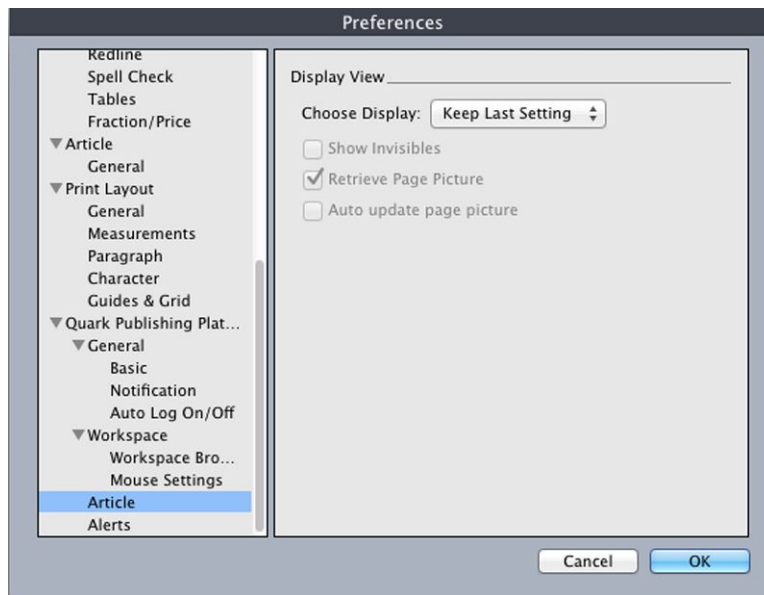 Preferences
Redline
Spell Check
Tables
Fraction/Price
Article
General
Print Layout
General
Measurements
Paragraph
Character
Guides & Grid
Quark Publishing Plat...
General
Basic
Notification
Auto Log On/Off
Workspace
Workspace Bro...
Mouse Settings
Article
Alerts
Display View
Choose Display: Keep Last Setting
Show Invisibles
Retrieve Page Picture
Auto update page picture
Cancel OK